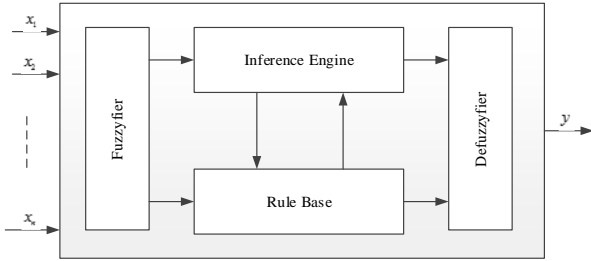 x₁
x₂
xₙ
Fuzzyfier
Inference Engine
Rule Base
Defuzzyfier
y